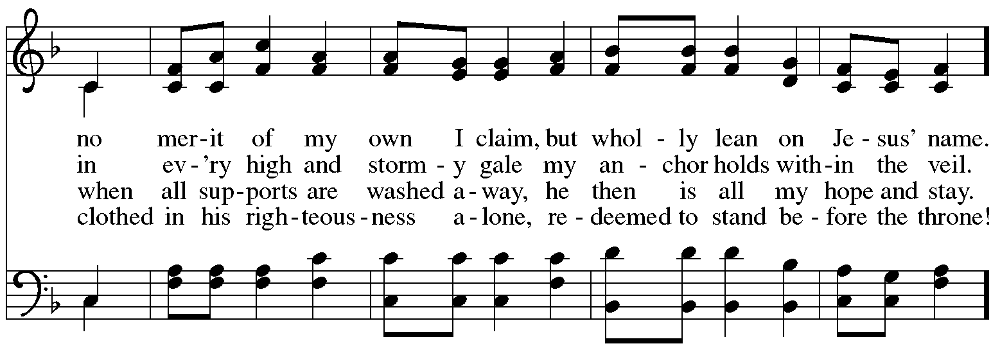 no mer-it of my own I claim, but whol - ly lean on Je - sus' name.
in ev-'ry high and storm - y gale my an - chor holds with-in the veil.
when all sup-ports are washed a-way, he then is all my hope and stay.
clothed in his righ-teous-ness a-lone, re-deemed to stand be-fore the throne!